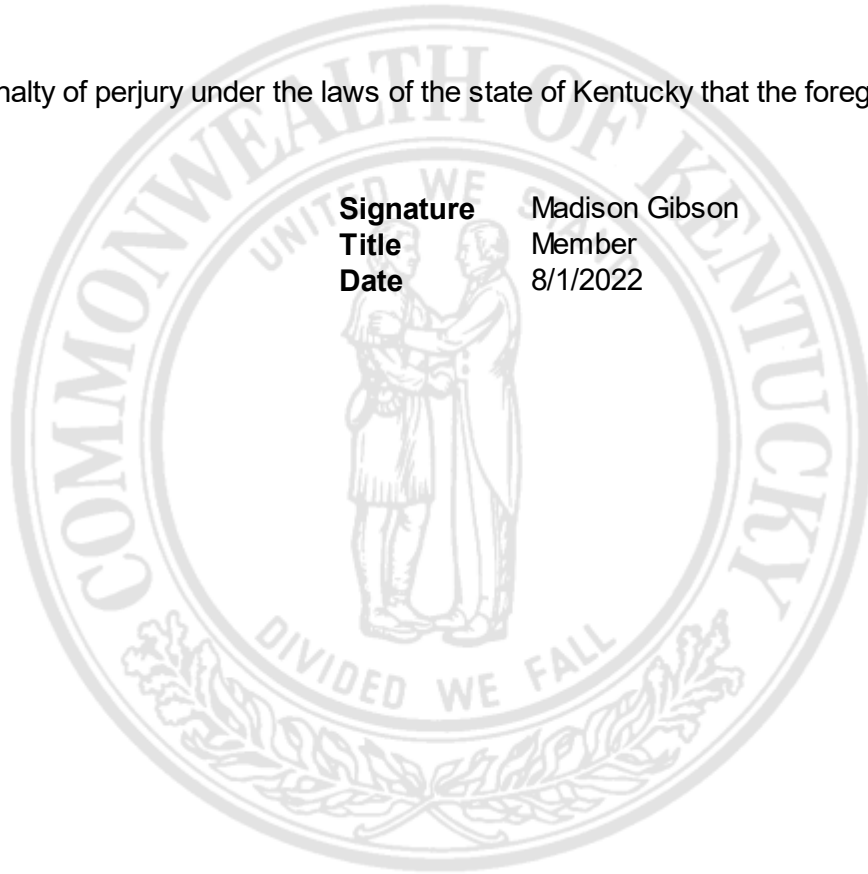 nalty of perjury under the laws of the state of Kentucky that the foreg
COMMONWEALTH OF KENTUCKY
UNITED WE STAND
Signature Madison Gibson
Title Member
Date 8/1/2022
DIVIDED WE FALL